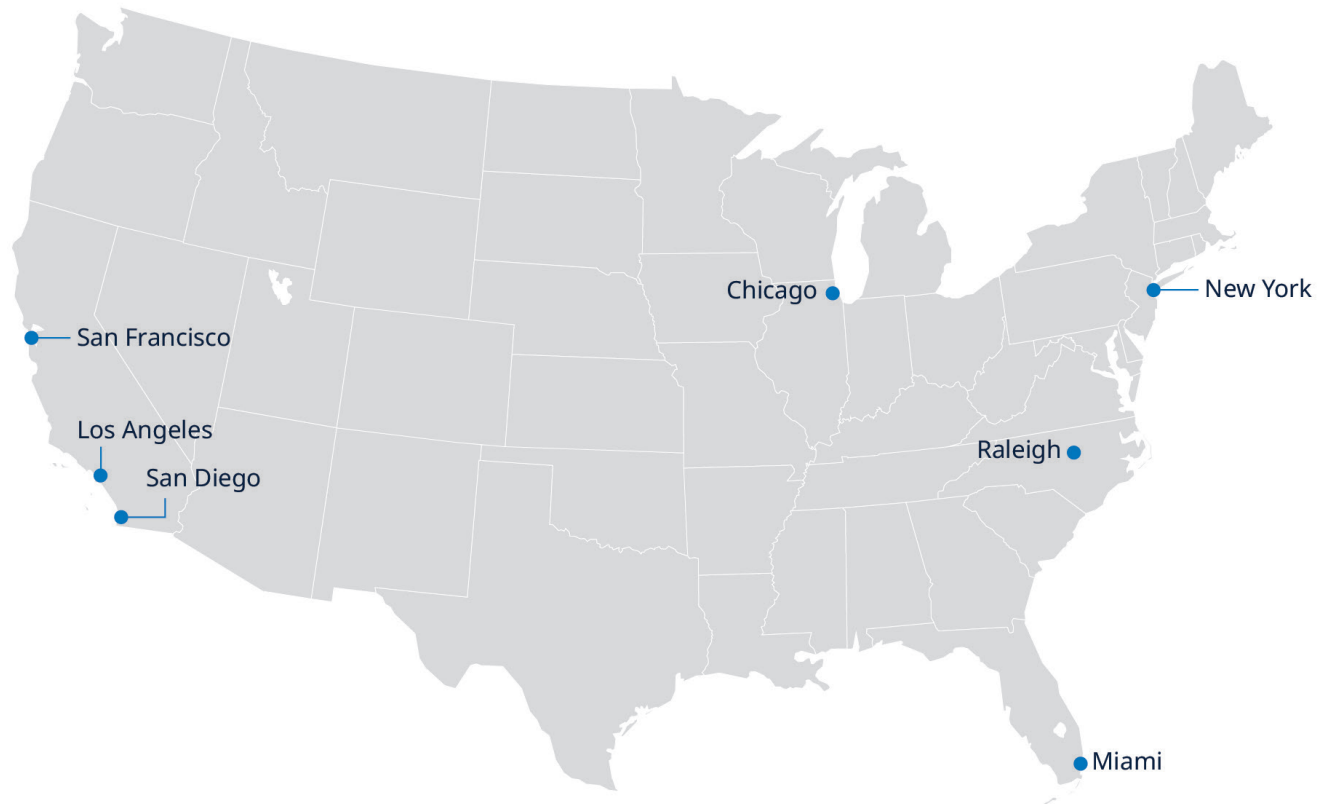 Chicago
New York
San Francisco
Los Angeles
Raleigh
San Diego
Miami